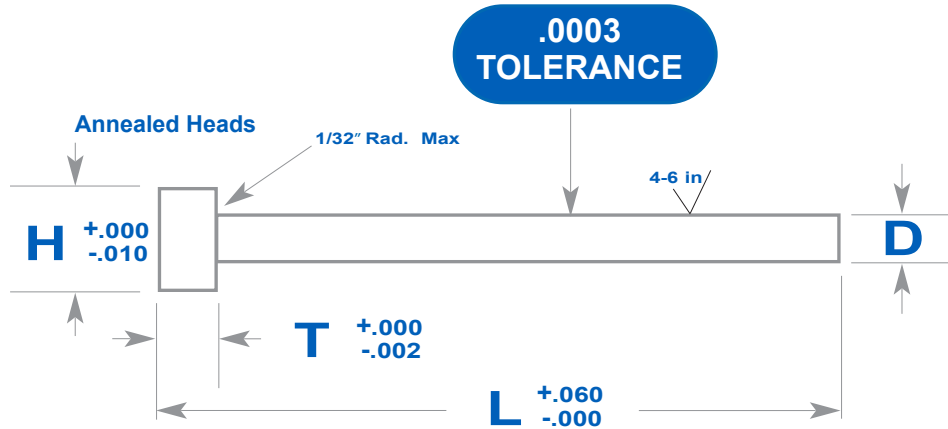 .0003
TOLERANCE
Annealed Heads
1/32″ Rad. Max
4-6 in
H +.000
-.010
D
T +.000
-.002
L +.060
-.000